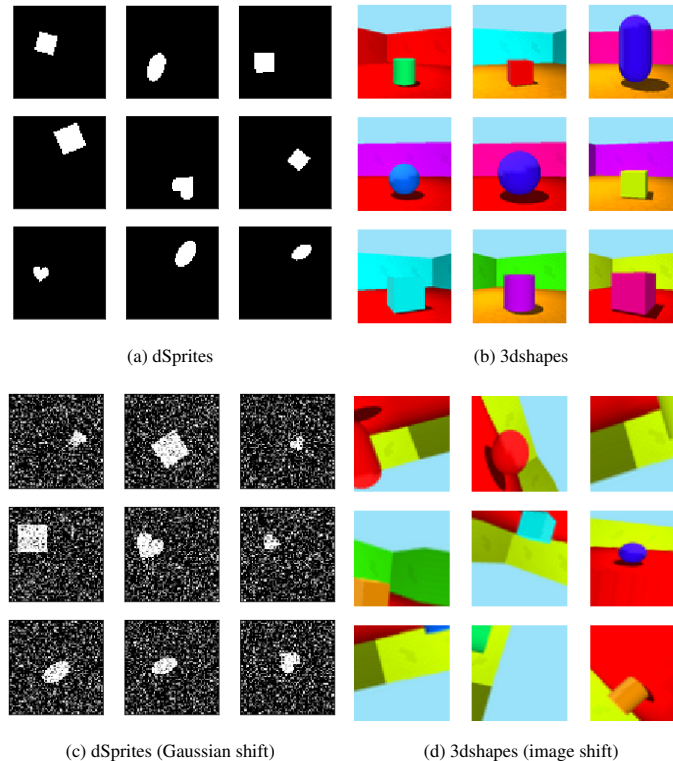 (a) dSprites
(b) 3dshapes
(c) dSprites (Gaussian shift)
(d) 3dshapes (image shift)